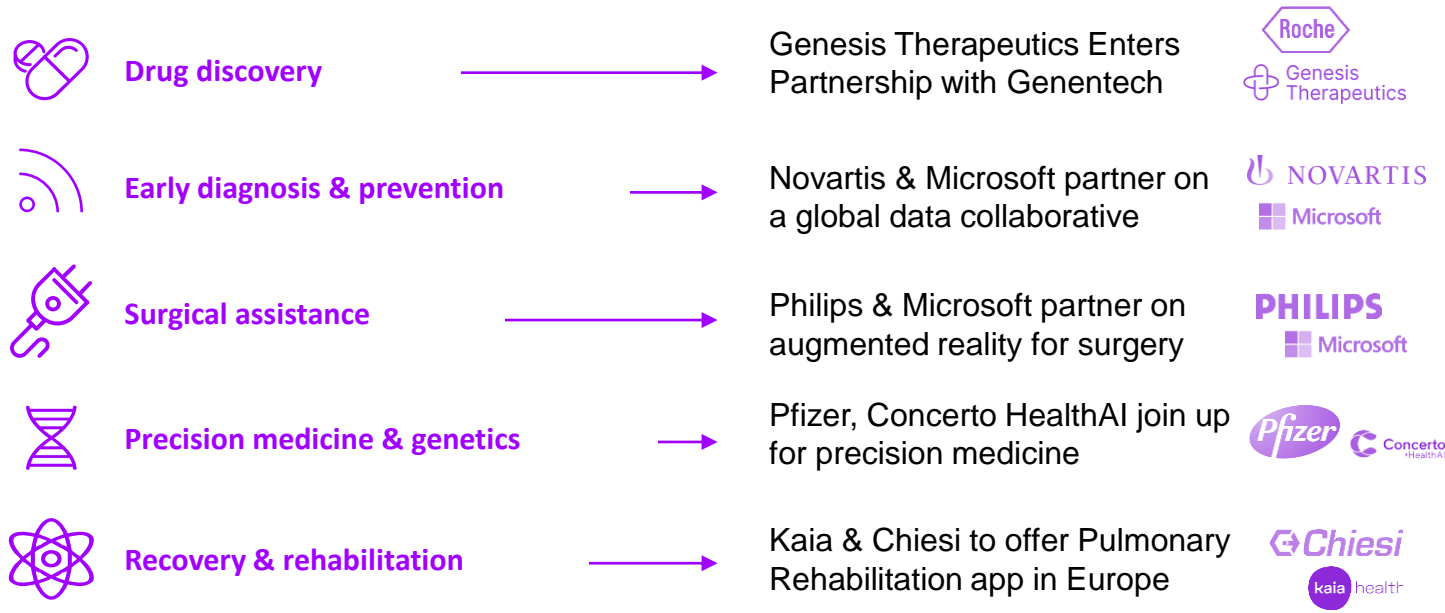 Drug discovery
Genesis Therapeutics Enters
Partnership with Genentech
Roche
Genesis
Therapeutics
Early diagnosis & prevention
Novartis & Microsoft partner on
a global data collaborative
NOVARTIS
Microsoft
Surgical assistance
Philips & Microsoft partner on
augmented reality for surgery
PHILIPS
Microsoft
Precision medicine & genetics
Pfizer, Concerto HealthAI join up
for precision medicine
Pfizer
Concerto
HealthAI
Recovery & rehabilitation
Kaia & Chiesi to offer Pulmonary
Rehabilitation app in Europe
Chiesi
kaia health